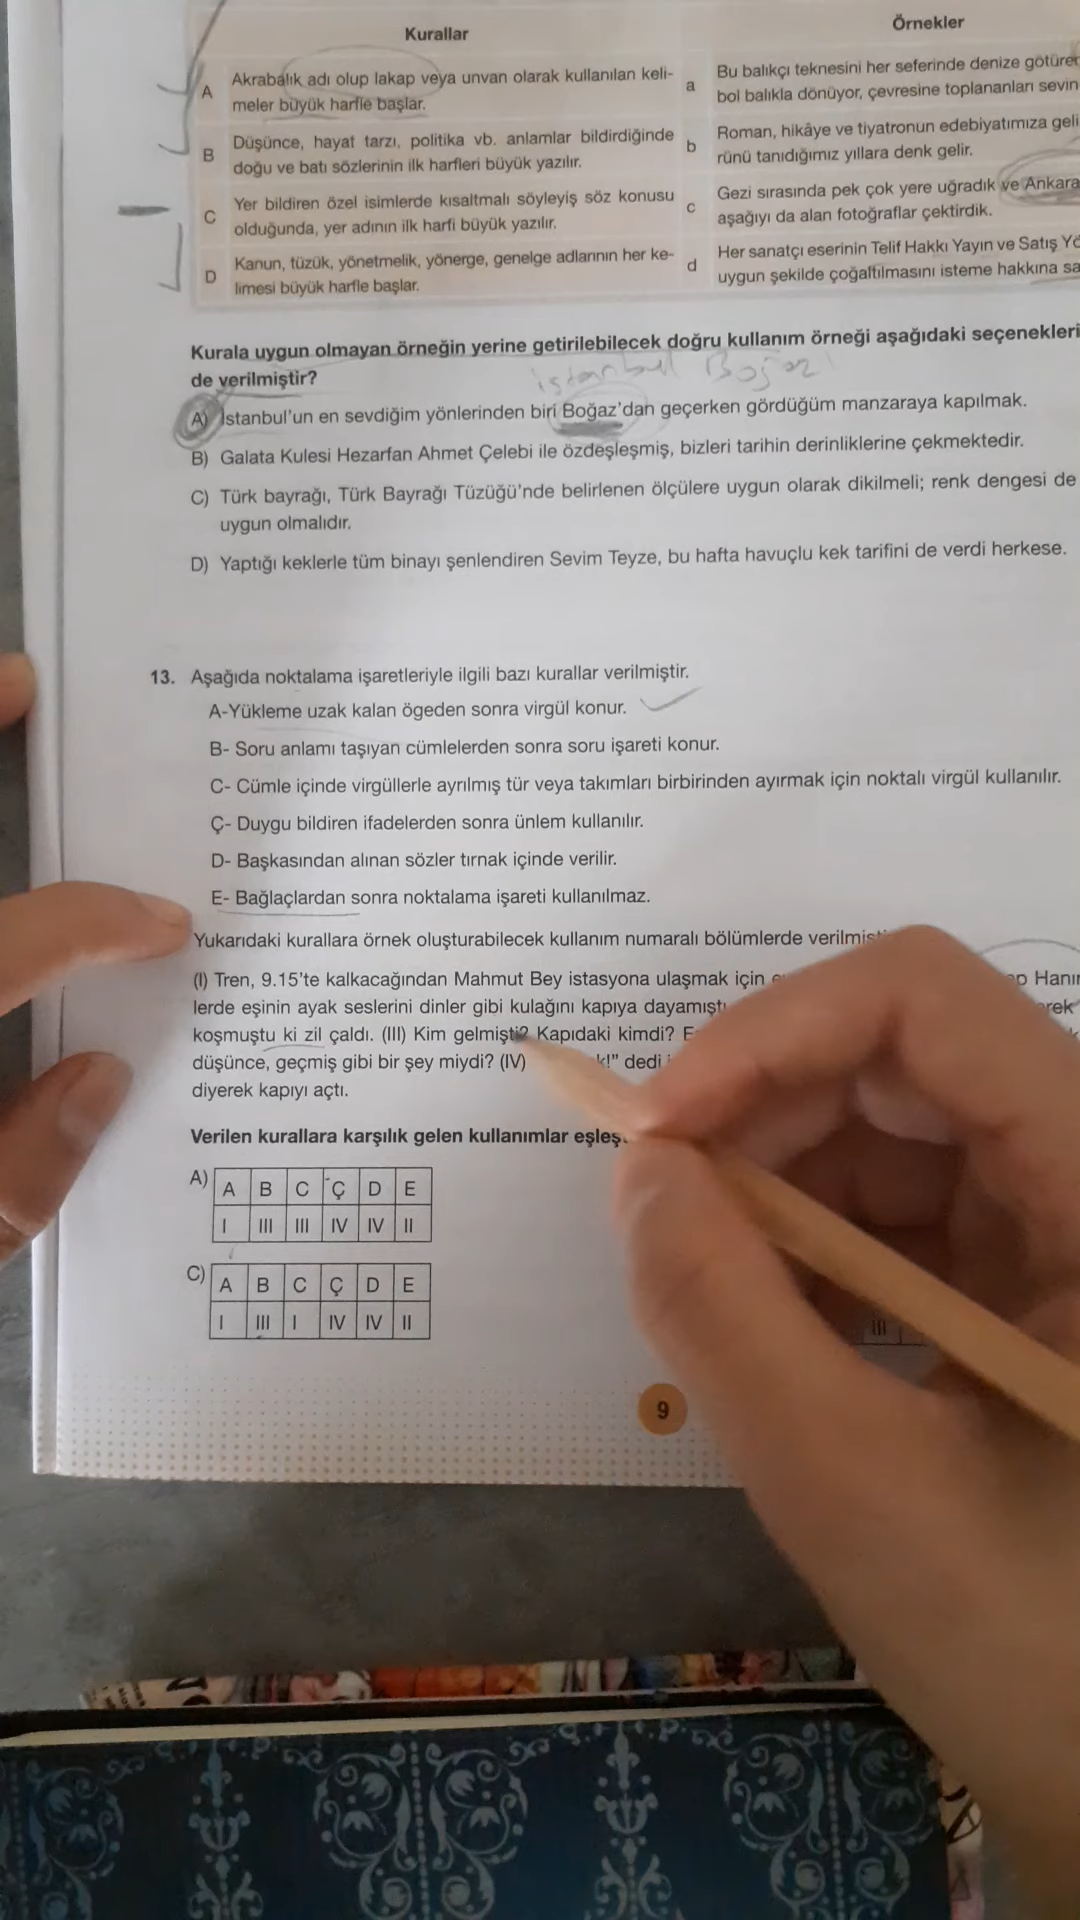 Kurallar
Örnekler
A
Akrabalık adı olup lakap veya unvan olarak kullanılan keli-
meler büyük harfle başlar.
a
Bu balıkçı teknesini her seferinde denize götürer
bol balıkla dönüyor, çevresine toplananları sevin
B
Düşünce, hayat tarzı, politika vb. anlamlar bildirdiğinde
doğu ve batı sözlerinin ilk harfleri büyük yazılır.
b
Roman, hikâye ve tiyatronun edebiyatımıza geli
rünü tanıdığımız yıllara denk gelir.
C
Yer bildiren özel isimlerde kısaltmalı söyleyiş söz konusu
olduğunda, yer adının ilk harfi büyük yazılır.
c
Gezi sırasında pek çok yere uğradık ve Ankara
aşağıyı da alan fotoğraflar çektirdik.
D
Kanun, tüzük, yönetmelik, yönerge, genelge adlarının her ke-
limesi büyük harfle başlar.
d
Her sanatçı eserinin Telif Hakkı Yayın ve Satış Yö
uygun şekilde çoğaltılmasını isteme hakkına sa
Kurala uygun olmayan örneğin yerine getirilebilecek doğru kullanım örneği aşağıdaki seçenekleri
de verilmiştir?
istanbul Boğazı
A) İstanbul'un en sevdiğim yönlerinden biri Boğaz'dan geçerken gördüğüm manzaraya kapılmak.
B) Galata Kulesi Hezarfan Ahmet Çelebi ile özdeşleşmiş, bizleri tarihin derinliklerine çekmektedir.
C) Türk bayrağı, Türk Bayrağı Tüzüğü'nde belirlenen ölçülere uygun olarak dikilmeli; renk dengesi de
uygun olmalıdır.
D) Yaptığı keklerle tüm binayı şenlendiren Sevim Teyze, bu hafta havuçlu kek tarifini de verdi herkese.
13. Aşağıda noktalama işaretleriyle ilgili bazı kurallar verilmiştir.
A-Yükleme uzak kalan ögeden sonra virgül konur.
B- Soru anlamı taşıyan cümlelerden sonra soru işareti konur.
C- Cümle içinde virgüllerle ayrılmış tür veya takımları birbirinden ayırmak için noktalı virgül kullanılır.
Ç- Duygu bildiren ifadelerden sonra ünlem kullanılır.
D- Başkasından alınan sözler tırnak içinde verilir.
E- Bağlaçlardan sonra noktalama işareti kullanılmaz.
Yukarıdaki kurallara örnek oluşturabilecek kullanım numaralı bölümlerde verilmişti
(I) Tren, 9.15'te kalkacağından Mahmut Bey istasyona ulaşmak için
lerde eşinin ayak seslerini dinler gibi kulağını kapıya dayamıştı
koşmuştu ki zil çaldı. (III) Kim gelmişti? Kapıdaki kimdi?
düşünce, geçmiş gibi bir şey miydi? (IV) k!" dedi
diyerek kapıyı açtı.
Verilen kurallara karşılık gelen kullanımlar eşleş
A)
A B C Ç D E
I III III IV IV II
C)
A B C Ç D E
I III I IV IV II
III
9